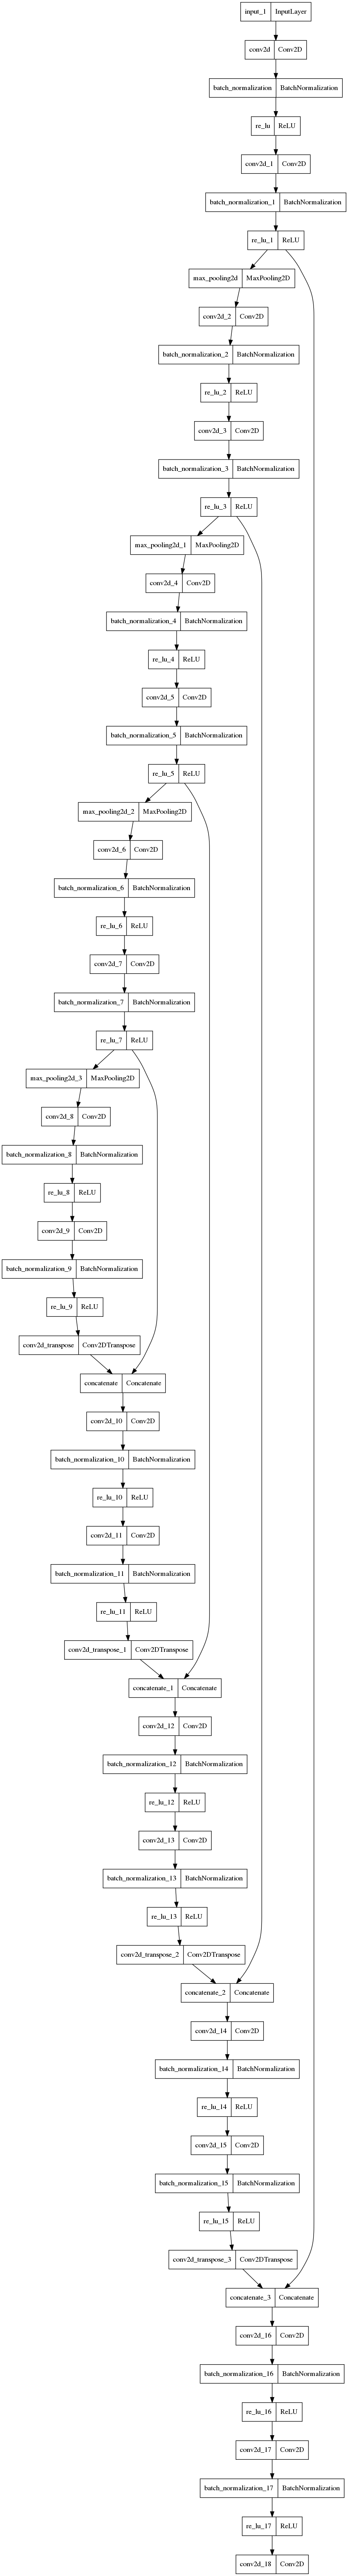 input_1 InputLayer
conv2d Conv2D
batch_normalization BatchNormalization
re_lu ReLU
conv2d_1 Conv2D
batch_normalization_1 BatchNormalization
re_lu_1 ReLU
max_pooling2d MaxPooling2D
conv2d_2 Conv2D
batch_normalization_2 BatchNormalization
re_lu_2 ReLU
conv2d_3 Conv2D
batch_normalization_3 BatchNormalization
re_lu_3 ReLU
max_pooling2d_1 MaxPooling2D
conv2d_4 Conv2D
batch_normalization_4 BatchNormalization
re_lu_4 ReLU
conv2d_5 Conv2D
batch_normalization_5 BatchNormalization
re_lu_5 ReLU
max_pooling2d_2 MaxPooling2D
conv2d_6 Conv2D
batch_normalization_6 BatchNormalization
re_lu_6 ReLU
conv2d_7 Conv2D
batch_normalization_7 BatchNormalization
re_lu_7 ReLU
max_pooling2d_3 MaxPooling2D
conv2d_8 Conv2D
batch_normalization_8 BatchNormalization
re_lu_8 ReLU
conv2d_9 Conv2D
batch_normalization_9 BatchNormalization
re_lu_9 ReLU
conv2d_transpose Conv2DTranspose
concatenate Concatenate
conv2d_10 Conv2D
batch_normalization_10 BatchNormalization
re_lu_10 ReLU
conv2d_11 Conv2D
batch_normalization_11 BatchNormalization
re_lu_11 ReLU
conv2d_transpose_1 Conv2DTranspose
concatenate_1 Concatenate
conv2d_12 Conv2D
batch_normalization_12 BatchNormalization
re_lu_12 ReLU
conv2d_13 Conv2D
batch_normalization_13 BatchNormalization
re_lu_13 ReLU
conv2d_transpose_2 Conv2DTranspose
concatenate_2 Concatenate
conv2d_14 Conv2D
batch_normalization_14 BatchNormalization
re_lu_14 ReLU
conv2d_15 Conv2D
batch_normalization_15 BatchNormalization
re_lu_15 ReLU
conv2d_transpose_3 Conv2DTranspose
concatenate_3 Concatenate
conv2d_16 Conv2D
batch_normalization_16 BatchNormalization
re_lu_16 ReLU
conv2d_17 Conv2D
batch_normalization_17 BatchNormalization
re_lu_17 ReLU
conv2d_18 Conv2D